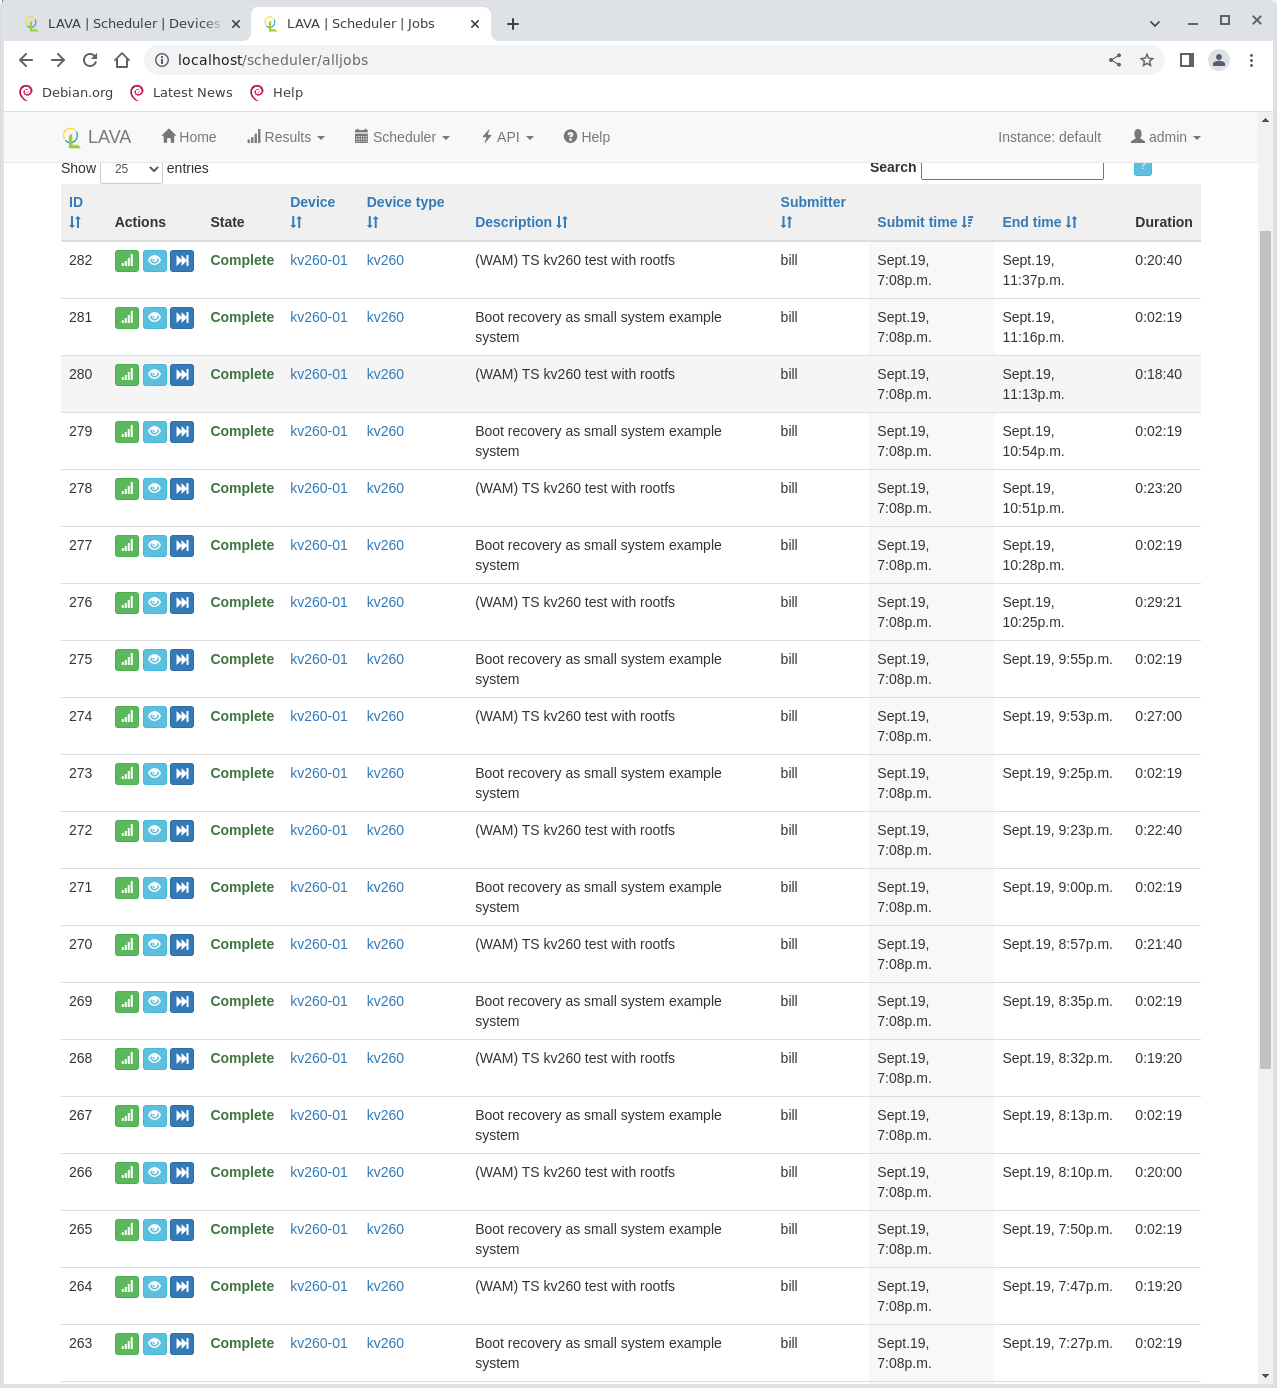 LAVA | Scheduler | Devices
LAVA | Scheduler | Jobs
localhost/scheduler/alljobs
Debian.org Latest News Help
LAVA Home Results Scheduler API Help Instance: default admin
Show 25 entries Search ?
ID Actions State Device Device type Description Submitter Submit time End time Duration
282 Complete kv260-01 kv260 (WAM) TS kv260 test with rootfs bill Sept.19, Sept.19, 0:20:40
7:08p.m. 11:37p.m.
281 Complete kv260-01 kv260 Boot recovery as small system example bill Sept.19, Sept.19, 0:02:19
system 7:08p.m. 11:16p.m.
280 Complete kv260-01 kv260 (WAM) TS kv260 test with rootfs bill Sept.19, Sept.19, 0:18:40
7:08p.m. 11:13p.m.
279 Complete kv260-01 kv260 Boot recovery as small system example bill Sept.19, Sept.19, 0:02:19
system 7:08p.m. 10:54p.m.
278 Complete kv260-01 kv260 (WAM) TS kv260 test with rootfs bill Sept.19, Sept.19, 0:23:20
7:08p.m. 10:51p.m.
277 Complete kv260-01 kv260 Boot recovery as small system example bill Sept.19, Sept.19, 0:02:19
system 7:08p.m. 10:28p.m.
276 Complete kv260-01 kv260 (WAM) TS kv260 test with rootfs bill Sept.19, Sept.19, 0:29:21
7:08p.m. 10:25p.m.
275 Complete kv260-01 kv260 Boot recovery as small system example bill Sept.19, Sept.19, 9:55p.m. 0:02:19
system 7:08p.m.
274 Complete kv260-01 kv260 (WAM) TS kv260 test with rootfs bill Sept.19, Sept.19, 9:53p.m. 0:27:00
7:08p.m.
273 Complete kv260-01 kv260 Boot recovery as small system example bill Sept.19, Sept.19, 9:25p.m. 0:02:19
system 7:08p.m.
272 Complete kv260-01 kv260 (WAM) TS kv260 test with rootfs bill Sept.19, Sept.19, 9:23p.m. 0:22:40
7:08p.m.
271 Complete kv260-01 kv260 Boot recovery as small system example bill Sept.19, Sept.19, 9:00p.m. 0:02:19
system 7:08p.m.
270 Complete kv260-01 kv260 (WAM) TS kv260 test with rootfs bill Sept.19, Sept.19, 8:57p.m. 0:21:40
7:08p.m.
269 Complete kv260-01 kv260 Boot recovery as small system example bill Sept.19, Sept.19, 8:35p.m. 0:02:19
system 7:08p.m.
268 Complete kv260-01 kv260 (WAM) TS kv260 test with rootfs bill Sept.19, Sept.19, 8:32p.m. 0:19:20
7:08p.m.
267 Complete kv260-01 kv260 Boot recovery as small system example bill Sept.19, Sept.19, 8:13p.m. 0:02:19
system 7:08p.m.
266 Complete kv260-01 kv260 (WAM) TS kv260 test with rootfs bill Sept.19, Sept.19, 8:10p.m. 0:20:00
7:08p.m.
265 Complete kv260-01 kv260 Boot recovery as small system example bill Sept.19, Sept.19, 7:50p.m. 0:02:19
system 7:08p.m.
264 Complete kv260-01 kv260 (WAM) TS kv260 test with rootfs bill Sept.19, Sept.19, 7:47p.m. 0:19:20
7:08p.m.
263 Complete kv260-01 kv260 Boot recovery as small system example bill Sept.19, Sept.19, 7:27p.m. 0:02:19
system 7:08p.m.